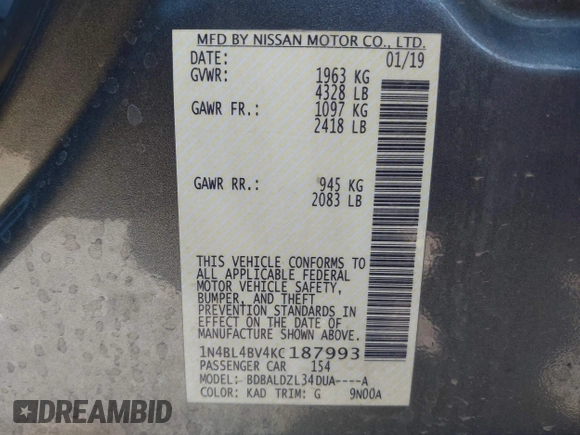 MFD BY NISSAN MOTOR CO., LTD.
DATE: 01/19
GVWR: 1963 KG
4328 LB
GAWR FR.: 1097 KG
2418 LB
GAWR RR.: 945 KG
2083 LB
THIS VEHICLE CONFORMS TO
ALL APPLICABLE FEDERAL
MOTOR VEHICLE SAFETY,
BUMPER, AND THEFT
PREVENTION STANDARDS IN
EFFECT ON THE DATE OF
MANUFACTURE SHOWN ABOVE.
1N4BL4BV4KC187993
PASSENGER CAR 154
MODEL: BDBALDZL34DUA----A
COLOR: KAD TRIM: G 9N00A
DREAMBID